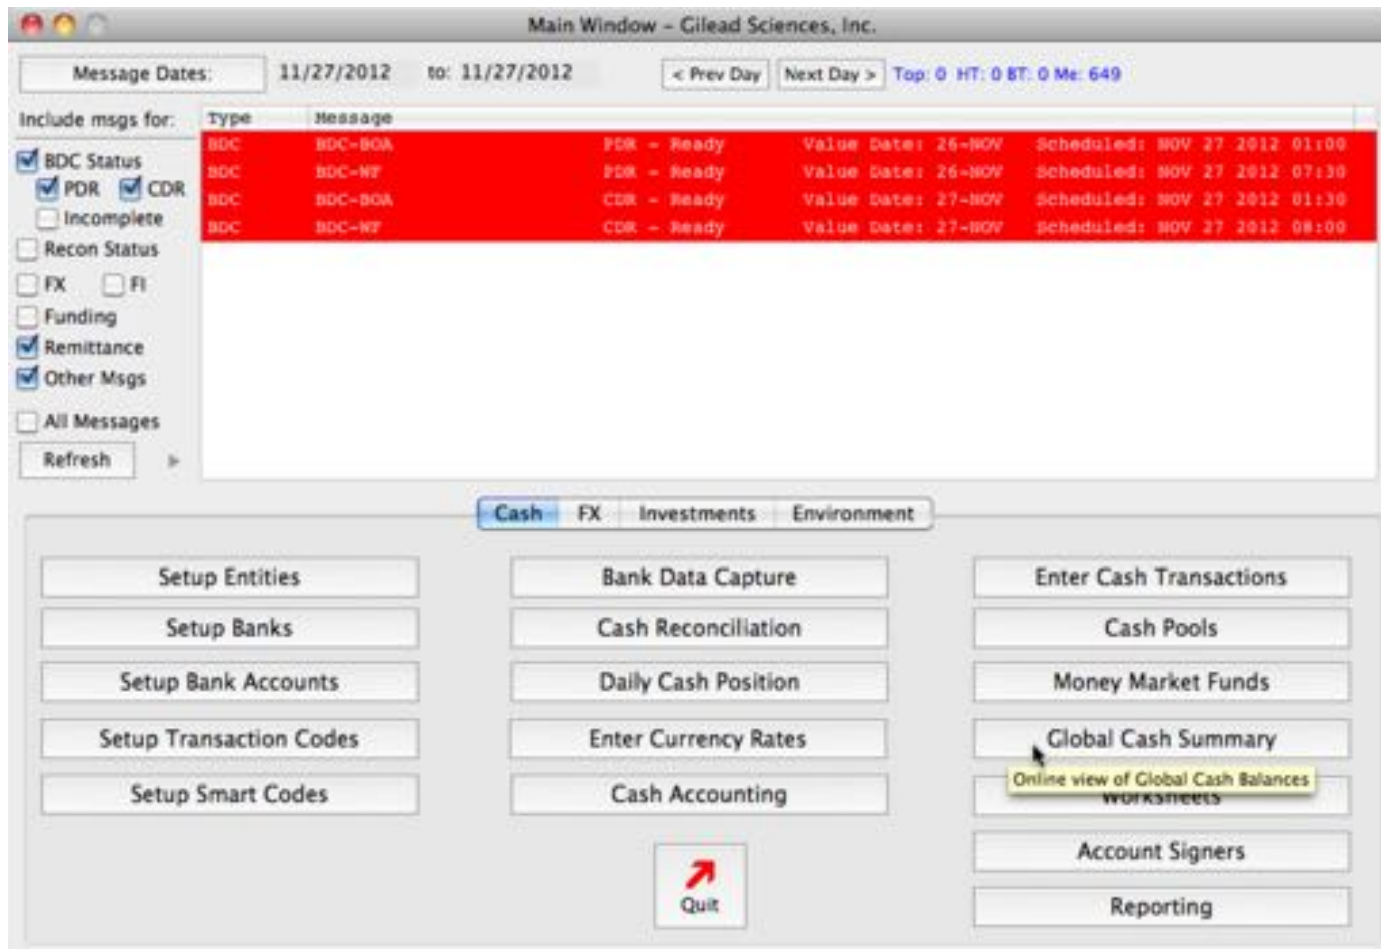 Main Window – Gilead Sciences, Inc.
Message Dates: 11/27/2012 to: 11/27/2012 < Prev Day Next Day > Top: 0 HT: 0 BT: 0 Me: 649
Include msgs for: Type Message
BDC BDC-BOA PDR - Ready Value Date: 26-NOV Scheduled: NOV 27 2012 01:00
BDC BDC-WF PDR - Ready Value Date: 26-NOV Scheduled: NOV 27 2012 07:30
BDC BDC-BOA CDR - Ready Value Date: 27-NOV Scheduled: NOV 27 2012 01:30
BDC BDC-WF CDR - Ready Value Date: 27-NOV Scheduled: NOV 27 2012 08:00
BDC Status
PDR CDR
Incomplete
Recon Status
FX FI
Funding
Remittance
Other Msgs
All Messages
Refresh
Cash FX Investments Environment
Setup Entities Bank Data Capture Enter Cash Transactions
Setup Banks Cash Reconciliation Cash Pools
Setup Bank Accounts Daily Cash Position Money Market Funds
Setup Transaction Codes Enter Currency Rates Global Cash Summary
Online view of Global Cash Balances
Setup Smart Codes Cash Accounting Worksheets
Account Signers
Quit
Reporting